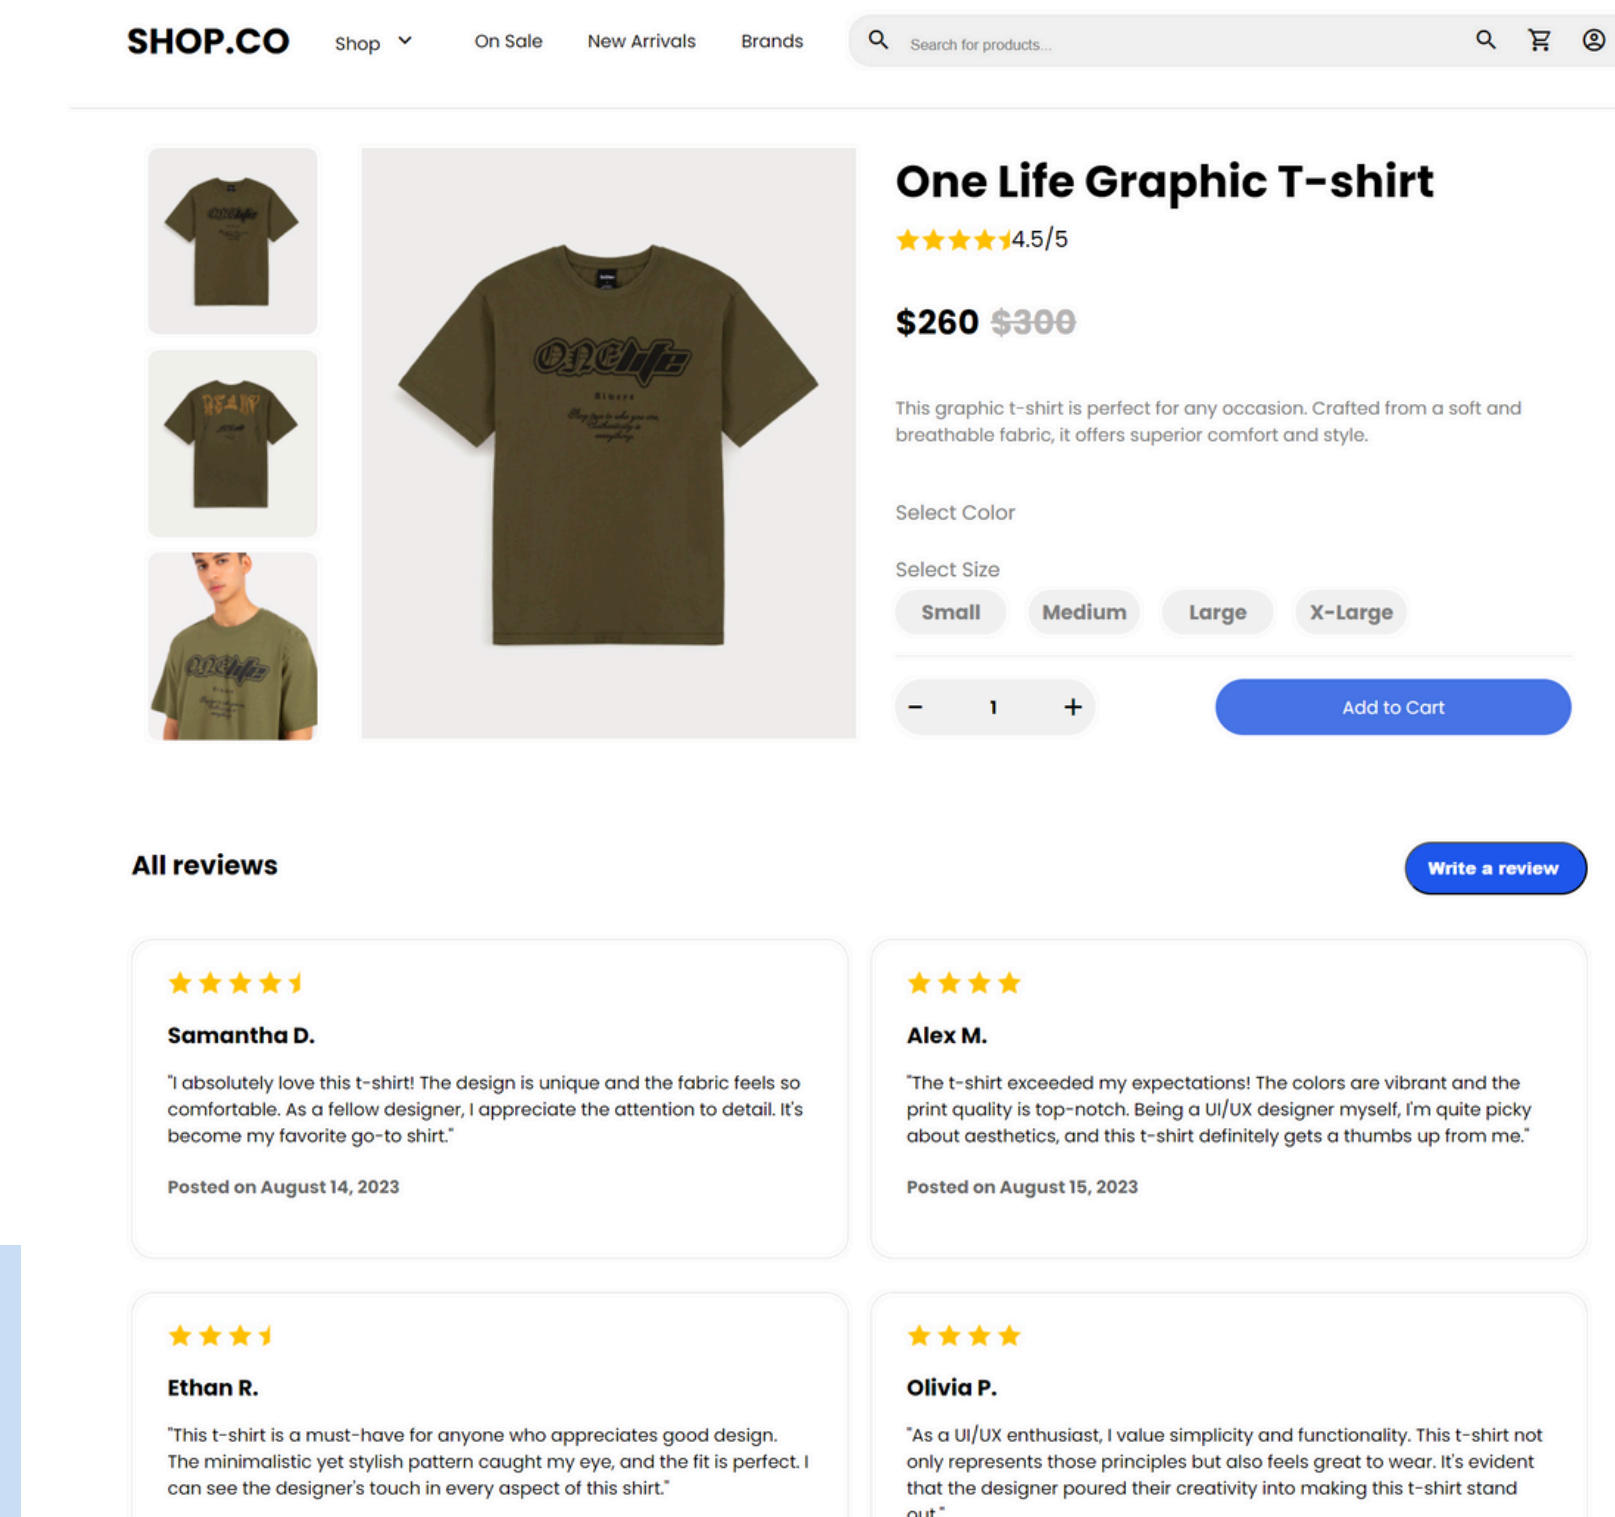 SHOP.CO
Shop
On Sale
New Arrivals
Brands
Search for products...
One Life Graphic T-shirt
4.5/5
$260 $300
This graphic t-shirt is perfect for any occasion. Crafted from a soft and
breathable fabric, it offers superior comfort and style.
Select Color
Select Size
Small
Medium
Large
X-Large
- 1 +
Add to Cart
ONE life
All reviews
Write a review
Samantha D.
"I absolutely love this t-shirt! The design is unique and the fabric feels so
comfortable. As a fellow designer, I appreciate the attention to detail. It's
become my favorite go-to shirt."
Posted on August 14, 2023
Alex M.
"The t-shirt exceeded my expectations! The colors are vibrant and the
print quality is top-notch. Being a UI/UX designer myself, I'm quite picky
about aesthetics, and this t-shirt definitely gets a thumbs up from me."
Posted on August 15, 2023
Ethan R.
"This t-shirt is a must-have for anyone who appreciates good design.
The minimalistic yet stylish pattern caught my eye, and the fit is perfect. I
can see the designer's touch in every aspect of this shirt."
Olivia P.
"As a UI/UX enthusiast, I value simplicity and functionality. This t-shirt not
only represents those principles but also feels great to wear. It's evident
that the designer poured their creativity into making this t-shirt stand
out."